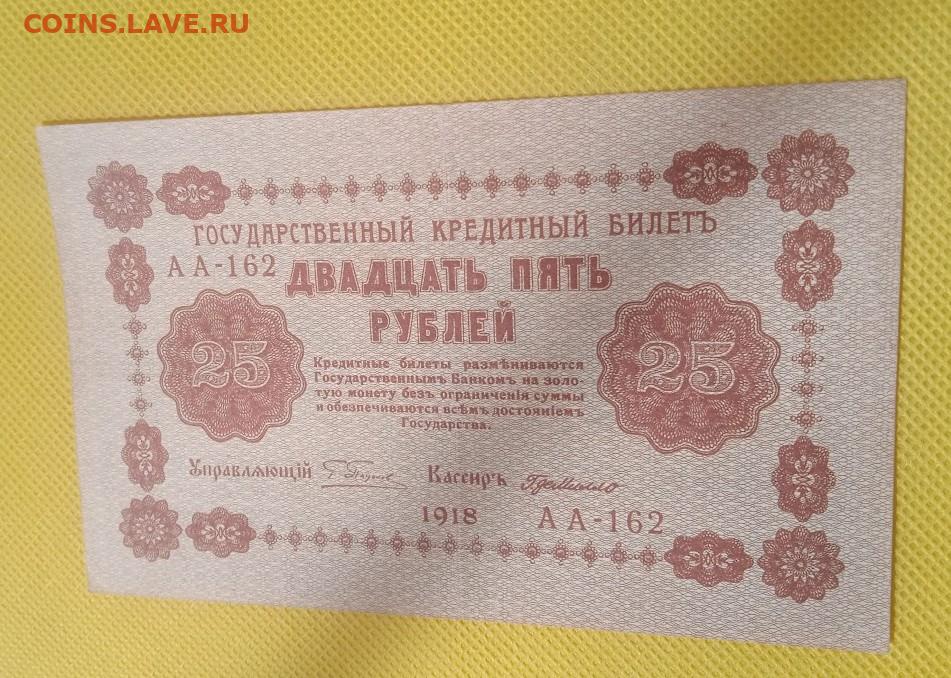 COINS.LAVE.RU
ГОСУДАРСТВЕННЫЙ КРЕДИТНЫЙ БИЛЕТЪ
АА-162
ДВАДЦАТЬ ПЯТЬ
РУБЛЕЙ
25
25
Кредитные билеты размѣниваются
Государственнымъ Банкомъ на золо-
тую монету безъ ограниченія суммы
и обезпечиваются всѣмъ достояніемъ
Государства.
Управляющій Кассиръ
1918 АА-162